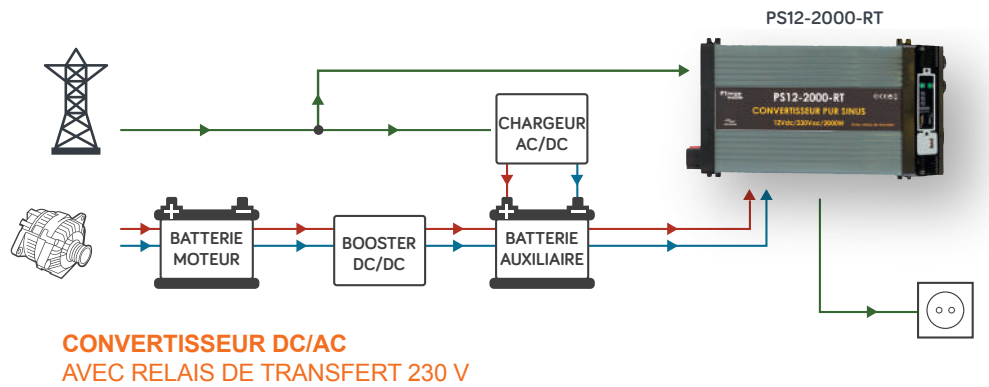 PS12-2000-RT
PS12-2000-RT
CONVERTISSEUR PUR SINUS
12Vdc/230Vac/2000W
CHARGEUR
AC/DC
BATTERIE
MOTEUR
BOOSTER
DC/DC
BATTERIE
AUXILIAIRE
CONVERTISSEUR DC/AC
AVEC RELAIS DE TRANSFERT 230 V